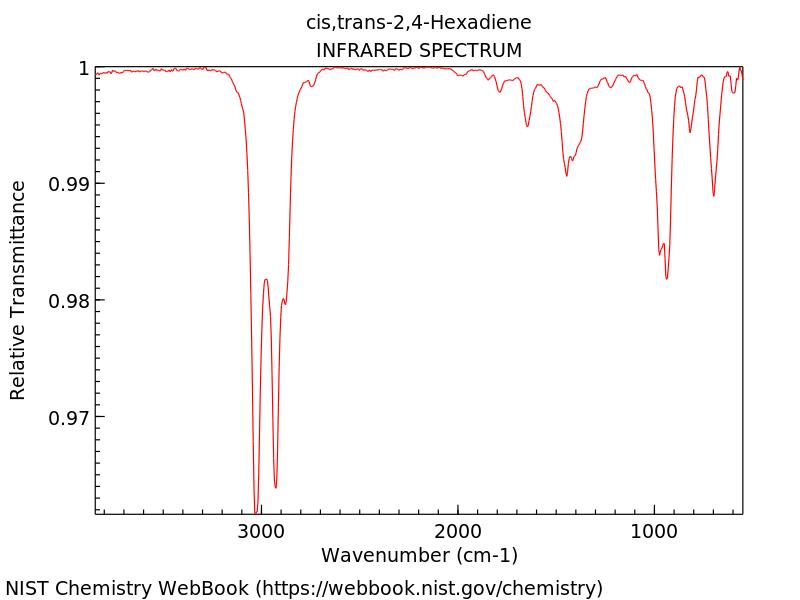 cis,trans-2,4-Hexadiene
INFRARED SPECTRUM
1
0.99
0.98
0.97
Relative Transmittance
3000 2000 1000
Wavenumber (cm-1)
NIST Chemistry WebBook (https://webbook.nist.gov/chemistry)